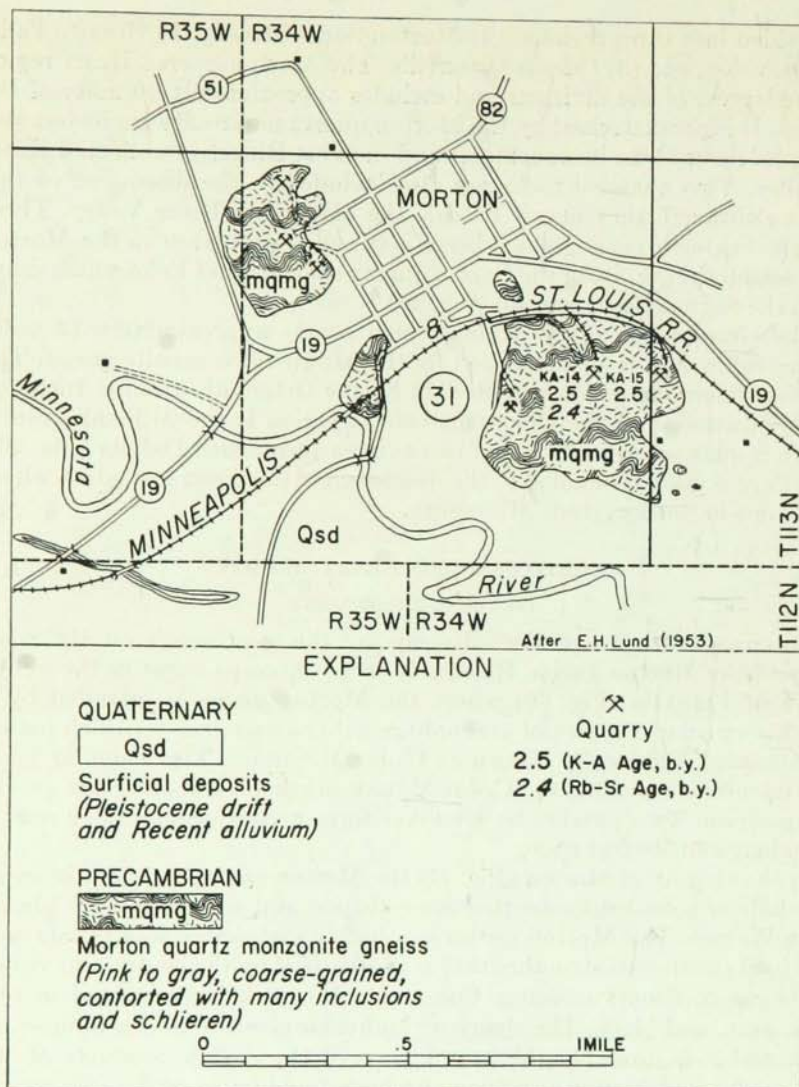 R35W R34W
51
82
MORTON
mqmg
ST. LOUIS RR
&
19
31
KA-14 KA-15
2.5 2.5
2.4
19
Minnesota
mqmg
19
MINNEAPOLIS
T113N
Qsd
T112N
River
R35W R34W
After E.H. Lund (1953)
EXPLANATION
QUATERNARY
Qsd
Surficial deposits
(Pleistocene drift
and Recent alluvium)
Quarry
2.5 (K-A Age, b.y.)
2.4 (Rb-Sr Age, b.y.)
PRECAMBRIAN
mqmg
Morton quartz monzonite gneiss
(Pink to gray, coarse-grained,
contorted with many inclusions
and schlieren)
0 .5 1MILE